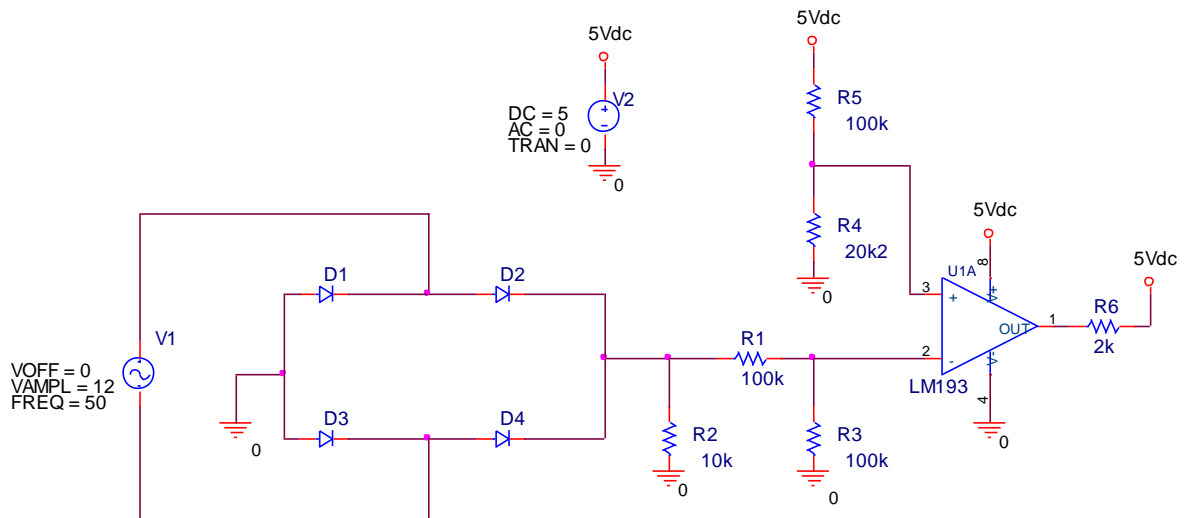 5Vdc
5Vdc
V2
DC = 5
AC = 0
TRAN = 0
0
R5
100k
R4
20k2
0
5Vdc
5Vdc
8
U1A
V+
3
+
OUT
1
R6
2k
2
-
V-
LM193
4
0
D1
D2
V1
VOFF = 0
VAMPL = 12
FREQ = 50
0
D3
D4
R1
100k
R2
10k
0
R3
100k
0